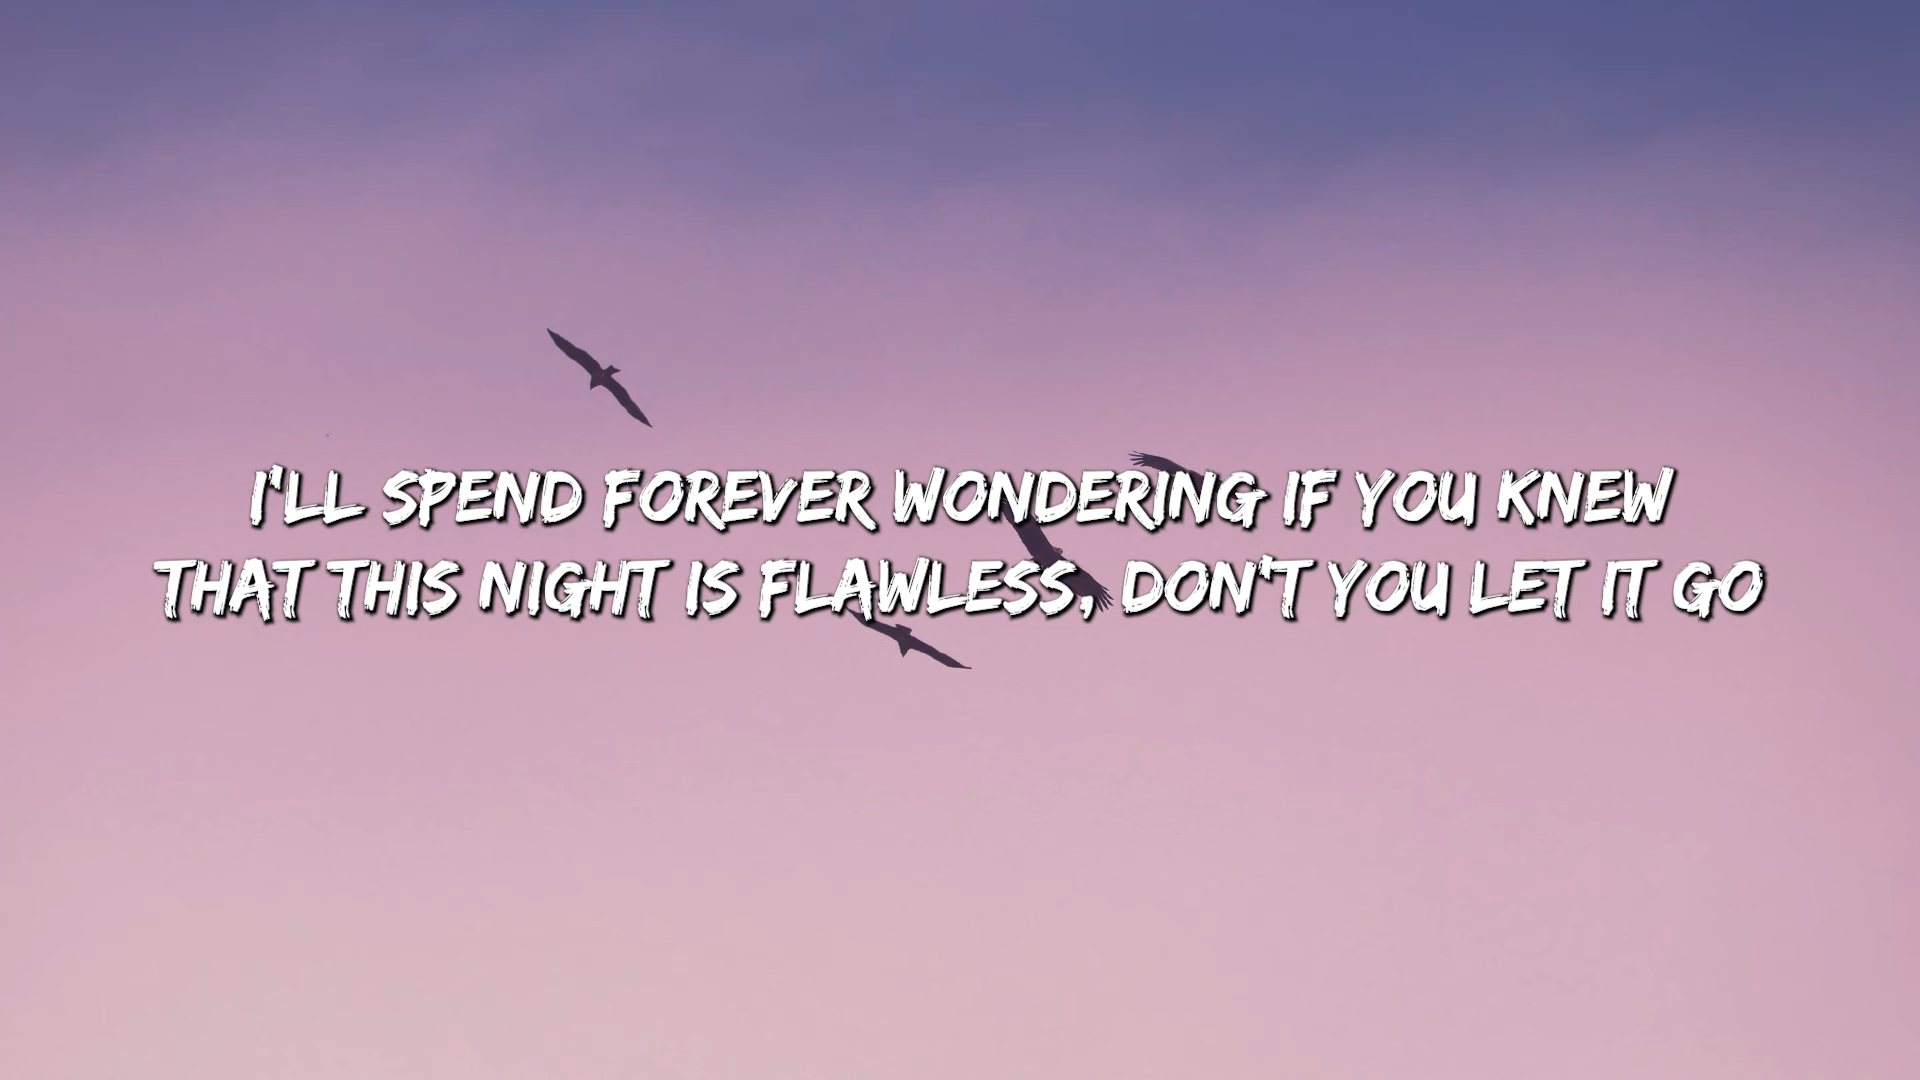 I'LL SPEND FOREVER WONDERING IF YOU KNEW
THAT THIS NIGHT IS FLAWLESS, DON'T YOU LET IT GO